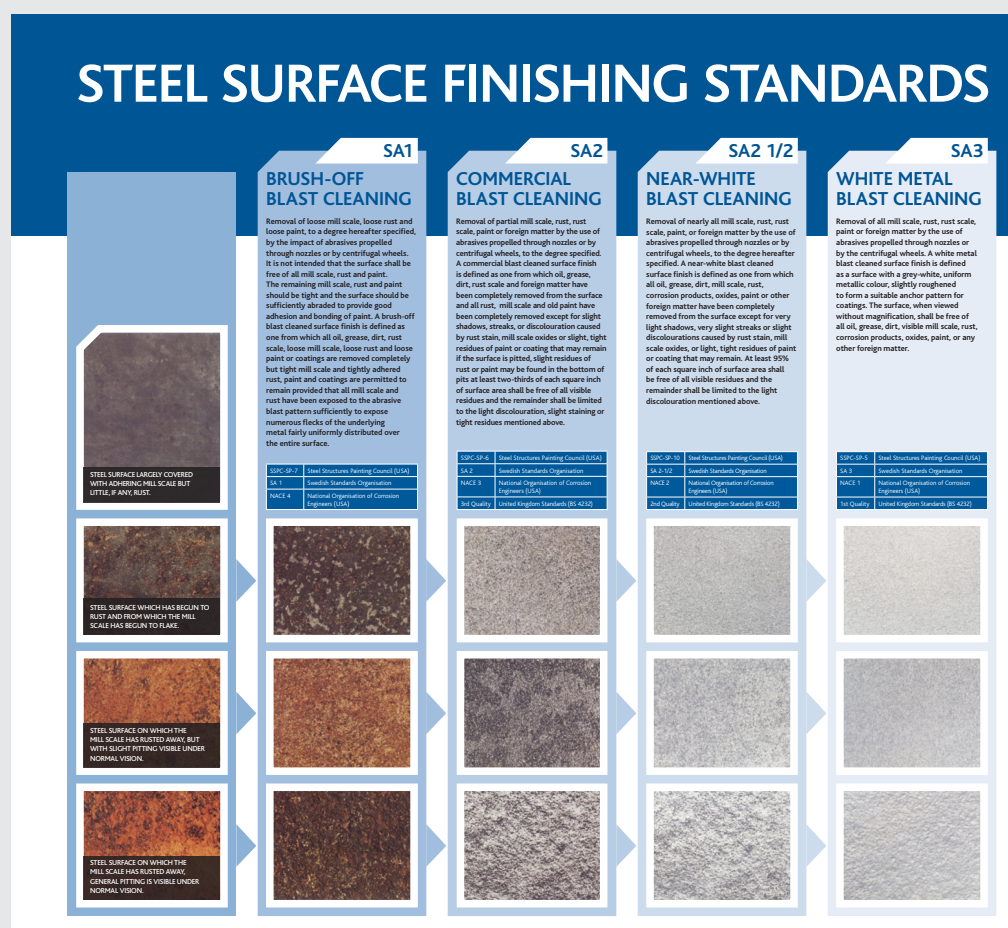 STEEL SURFACE FINISHING STANDARDS
STEEL SURFACE LARGELY COVERED
WITH ADHERING MILL SCALE BUT
LITTLE, IF ANY, RUST.
STEEL SURFACE WHICH HAS BEGUN TO
RUST AND FROM WHICH THE MILL
SCALE HAS BEGUN TO FLAKE.
STEEL SURFACE ON WHICH THE
MILL SCALE HAS RUSTED AWAY, BUT
WITH SLIGHT PITTING VISIBLE UNDER
NORMAL VISION.
STEEL SURFACE ON WHICH THE
MILL SCALE HAS RUSTED AWAY,
GENERAL PITTING IS VISIBLE UNDER
NORMAL VISION.
SA1
BRUSH-OFF
BLAST CLEANING
Removal of loose mill scale, loose rust and
loose paint, to a degree hereafter specified,
by the impact of abrasives propelled
through nozzles or by centrifugal wheels.
It is not intended that the surface shall be
free of all mill scale, rust and paint.
The remaining mill scale, rust and paint
should be tight and the surface should be
sufficiently abraded to provide good
adhesion and bonding of paint. A brush-off
blast cleaned surface finish is defined as
one from which all oil, grease, dirt, rust
scale, loose mill scale, loose rust and loose
paint or coatings are removed completely
but tight mill scale and tightly adhered
rust, paint and coatings are permitted to
remain provided that all mill scale and
rust have been exposed to the abrasive
blast pattern sufficiently to expose
numerous flecks of the underlying
metal fairly uniformly distributed over
the entire surface.
SSPC-SP-7 Steel Structures Painting Council (USA)
SA 1 Swedish Standards Organisation
NACE 4 National Organisation of Corrosion
Engineers (USA)
SA2
COMMERCIAL
BLAST CLEANING
Removal of partial mill scale, rust, rust
scale, paint or foreign matter by the use of
abrasives propelled through nozzles or by
centrifugal wheels, to the degree specified.
A commercial blast cleaned surface finish
is defined as one from which oil, grease,
dirt, rust scale and foreign matter have
been completely removed from the surface
and all rust, mill scale and old paint have
been completely removed except for slight
shadows, streaks, or discolouration caused
by rust stain, mill scale oxides or slight, tight
residues of paint or coating that may remain
if the surface is pitted, slight residues of
rust or paint may be found in the bottom of
pits at least two-thirds of each square inch
of surface area shall be free of all visible
residues and the remainder shall be limited
to the light discolouration, slight staining or
tight residues mentioned above.
SSPC-SP-6 Steel Structures Painting Council (USA)
SA 2 Swedish Standards Organisation
NACE 3 National Organisation of Corrosion
Engineers (USA)
3rd Quality United Kingdom Standards (BS 4232)
SA2 1/2
NEAR-WHITE
BLAST CLEANING
Removal of nearly all mill scale, rust, rust
scale, paint, or foreign matter by the use of
abrasives propelled through nozzles or by
centrifugal wheels, to the degree hereafter
specified. A near-white blast cleaned
surface finish is defined as one from which
all oil, grease, dirt, mill scale, rust,
corrosion products, oxides, paint or other
foreign matter have been completely
removed from the surface except for very
light shadows, very slight streaks or slight
discolourations caused by rust stain, mill
scale oxides, or light, tight residues of paint
or coating that may remain. At least 95%
of each square inch of surface area shall
be free of all visible residues and the
remainder shall be limited to the light
discolouration mentioned above.
SSPC-SP-10 Steel Structures Painting Council (USA)
SA 2-1/2 Swedish Standards Organisation
NACE 2 National Organisation of Corrosion
Engineers (USA)
2nd Quality United Kingdom Standards (BS 4232)
SA3
WHITE METAL
BLAST CLEANING
Removal of all mill scale, rust, rust scale,
paint or foreign matter by the use of
abrasives propelled through nozzles or
by the centrifugal wheels. A white metal
blast cleaned surface finish is defined
as a surface with a grey-white, uniform
metallic colour, slightly roughened
to form a suitable anchor pattern for
coatings. The surface, when viewed
without magnification, shall be free of
all oil, grease, dirt, visible mill scale, rust,
corrosion products, oxides, paint, or any
other foreign matter.
SSPC-SP-5 Steel Structures Painting Council (USA)
SA 3 Swedish Standards Organisation
NACE 1 National Organisation of Corrosion
Engineers (USA)
1st Quality United Kingdom Standards (BS 4232)